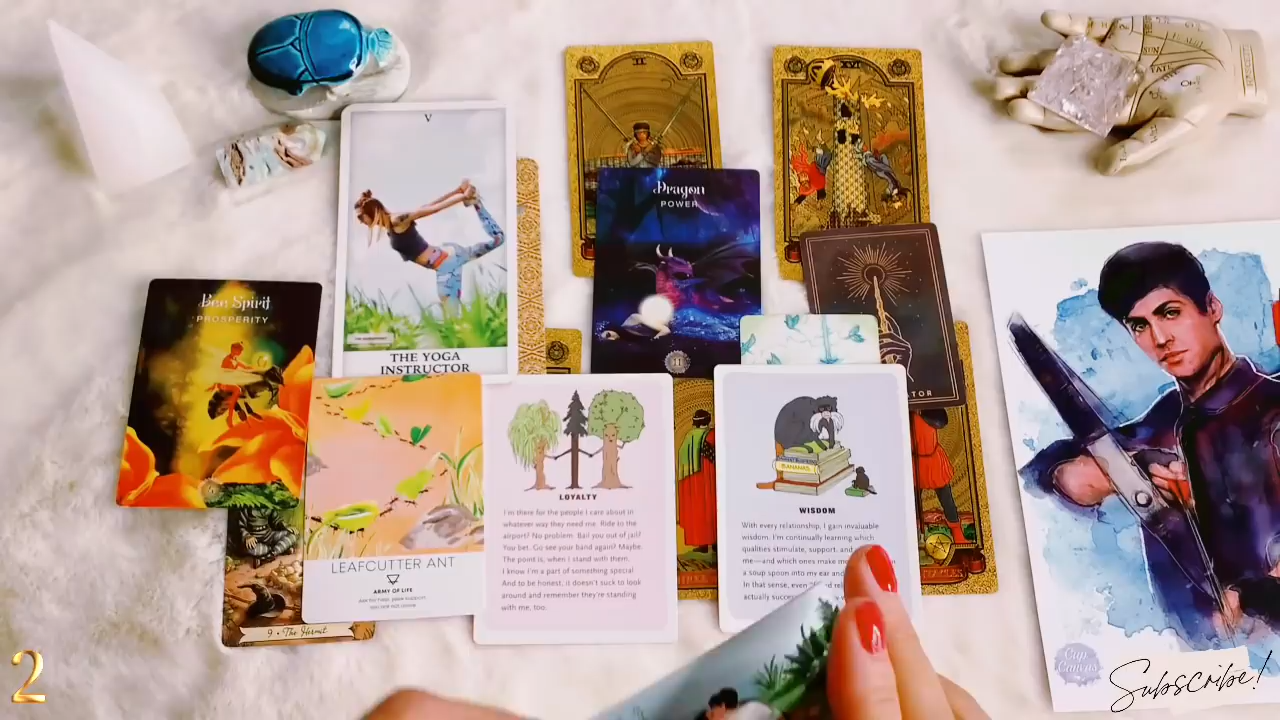 V
THE YOGA
INSTRUCTOR
II
XVI
Dragon
POWER
Bee Spirit
PROSPERITY
SUN
LEAFCUTTER ANT
ARMY OF LIFE
9 • The Hermit
LOYALTY
I'm there for the people I care about in
whatever way they need me. Ride to the
airport? No problem. Bail you out of jail?
You bet. Go see your band again? Maybe.
The point is, when I stand with them,
I know I'm a part of something special.
And to be honest, it doesn't suck to look
around and remember they're standing
with me, too.
BANANAS
WISDOM
With every relationship, I gain invaluable
wisdom. I'm continually learning which
qualities stimulate, support, and
me—and which ones make me
a soup spoon into my ear and
In that sense, even
actually
2
Cup
Canvas
Subscribe!